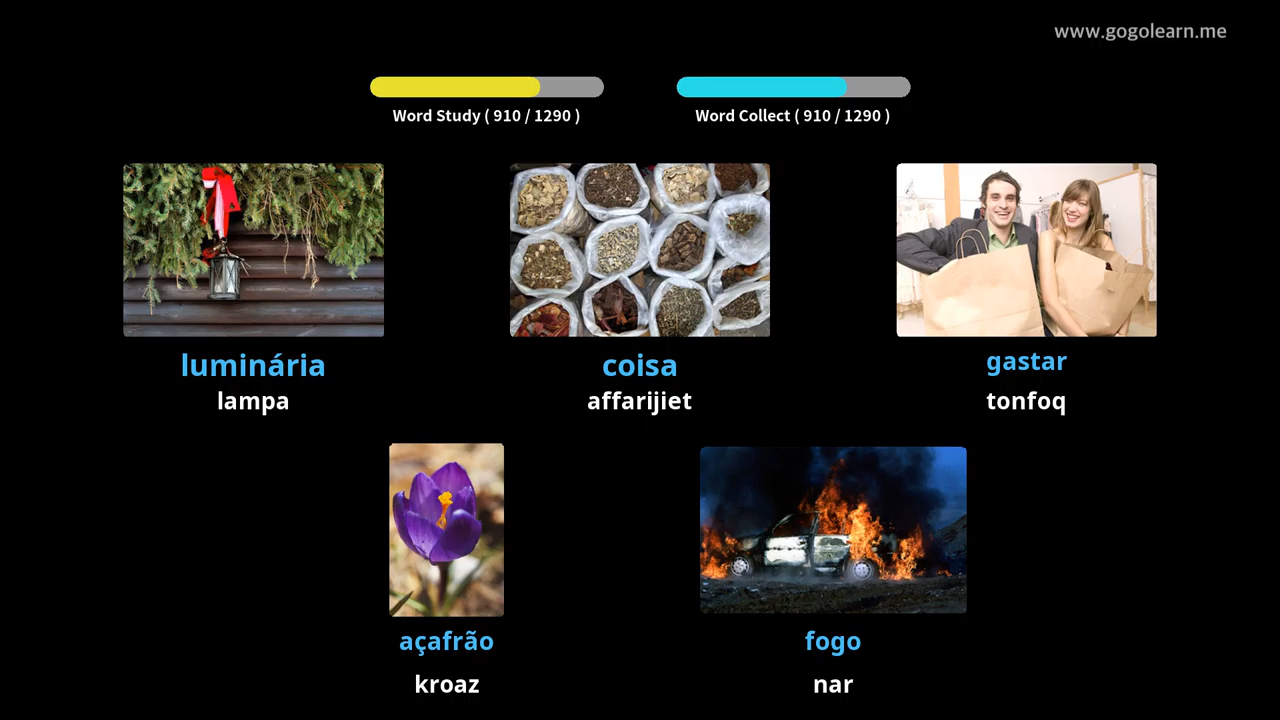 www.gogolearn.me
Word Study ( 910 / 1290 )
Word Collect ( 910 / 1290 )
luminária
lampa
coisa
affarijiet
gastar
tonfoq
açafrão
kroaz
fogo
nar